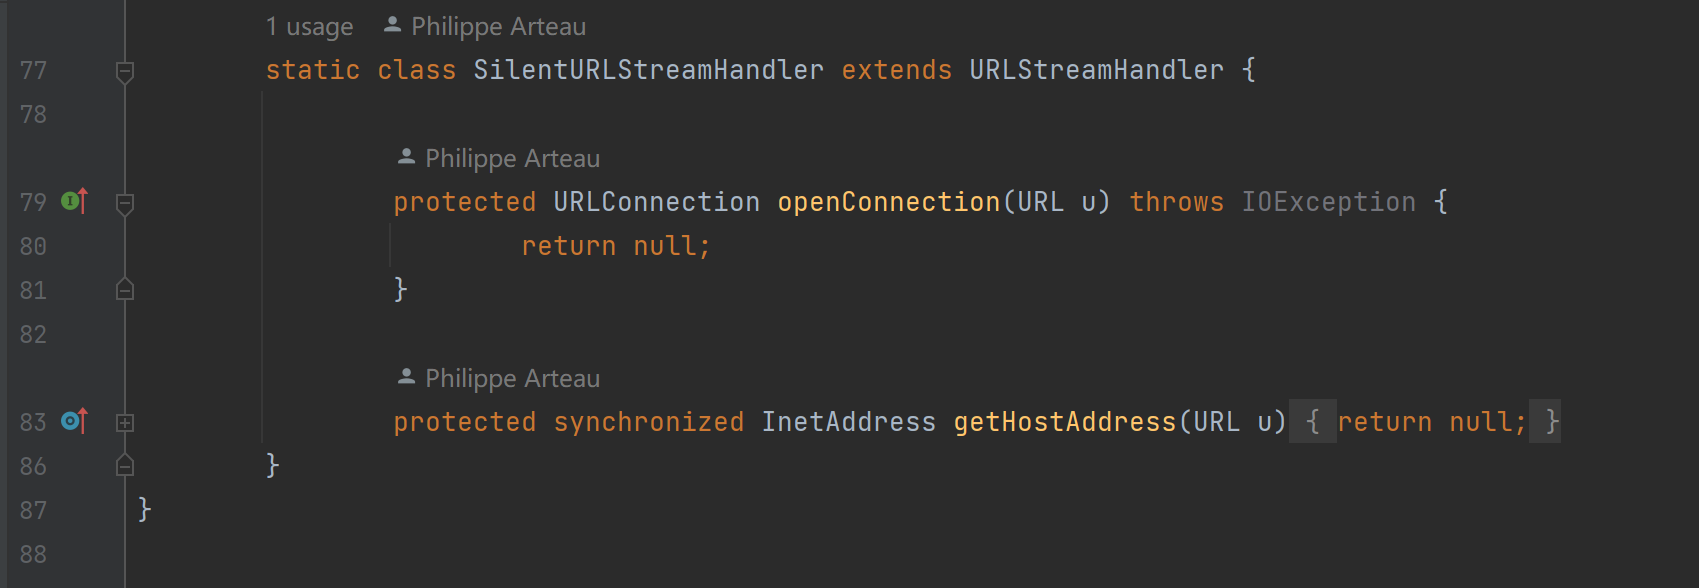 1 usage Philippe Arteau
77 static class SilentURLStreamHandler extends URLStreamHandler {
78
Philippe Arteau
79 protected URLConnection openConnection(URL u) throws IOException {
80 return null;
81 }
82
Philippe Arteau
83 protected synchronized InetAddress getHostAddress(URL u) { return null; }
86 }
87 }
88